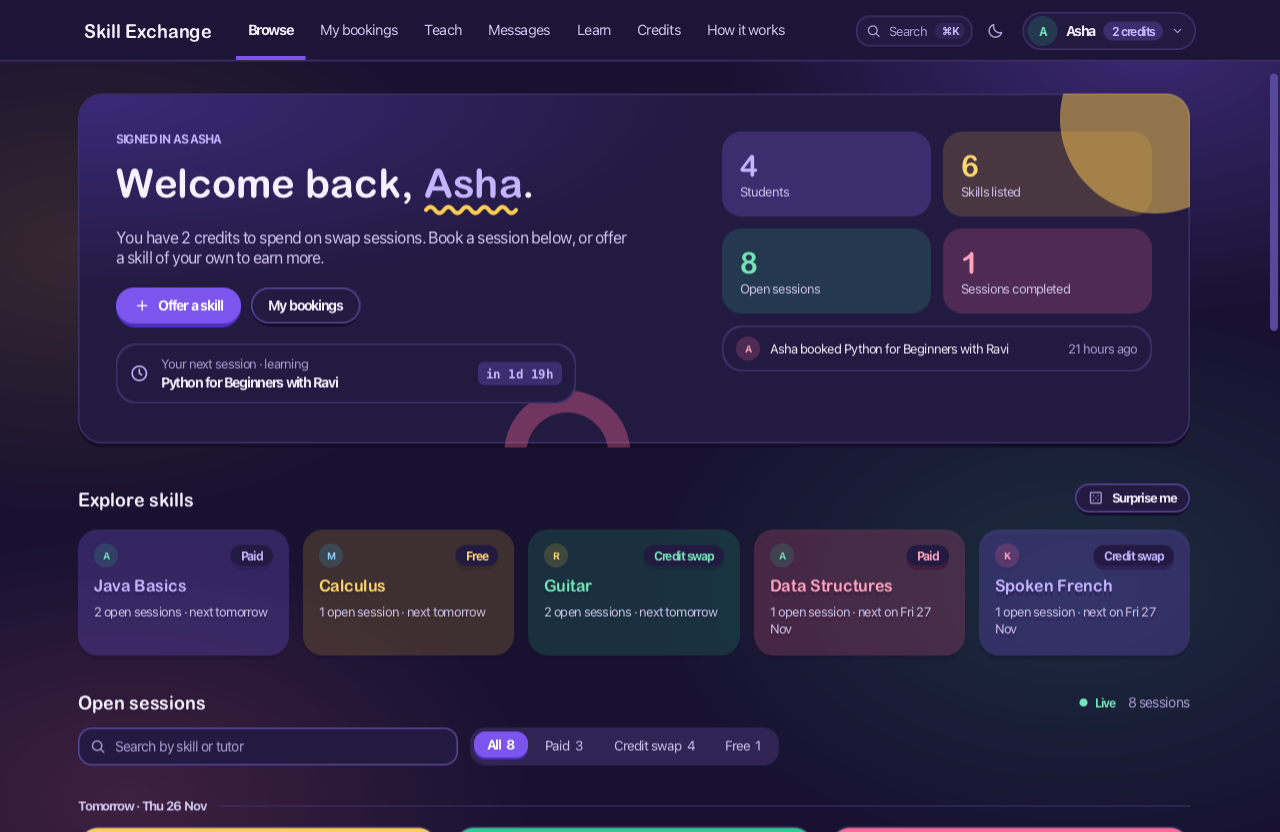 Skill Exchange
Browse
My bookings
Teach
Messages
Learn
Credits
How it works
Search ⌘K
A Asha 2 credits
SIGNED IN AS ASHA
Welcome back, Asha.
You have 2 credits to spend on swap sessions. Book a session below, or offer
a skill of your own to earn more.
+ Offer a skill
My bookings
Your next session · learning
Python for Beginners with Ravi
in 1d 19h
4
Students
6
Skills listed
8
Open sessions
1
Sessions completed
A Asha booked Python for Beginners with Ravi 21 hours ago
Explore skills
Surprise me
A Paid
Java Basics
2 open sessions · next tomorrow
M Free
Calculus
1 open session · next tomorrow
R Credit swap
Guitar
2 open sessions · next tomorrow
A Paid
Data Structures
1 open session · next on Fri 27
Nov
K Credit swap
Spoken French
1 open session · next on Fri 27
Nov
Open sessions
Live 8 sessions
Search by skill or tutor
All 8
Paid 3
Credit swap 4
Free 1
Tomorrow · Thu 26 Nov